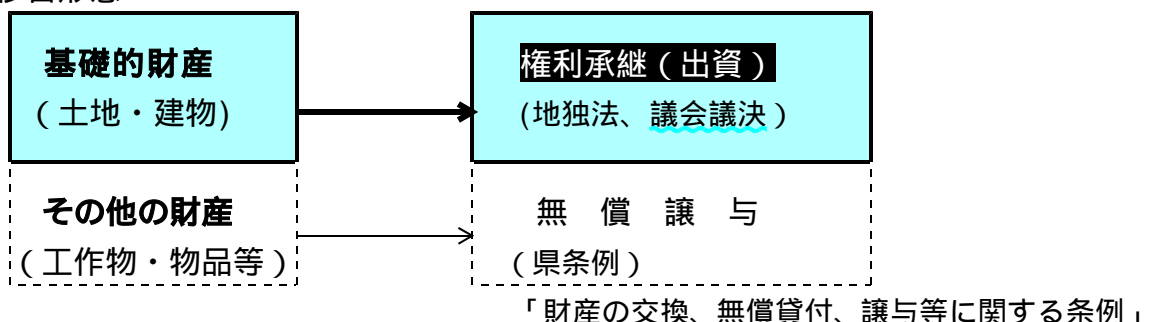 基礎的財産
(土地・建物)
権利承継(出資)
(地独法、議会議決)
その他の財産
(工作物・物品等)
無 償 譲 与
(県条例)
「財産の交換、無償貸付、譲与等に関する条例」